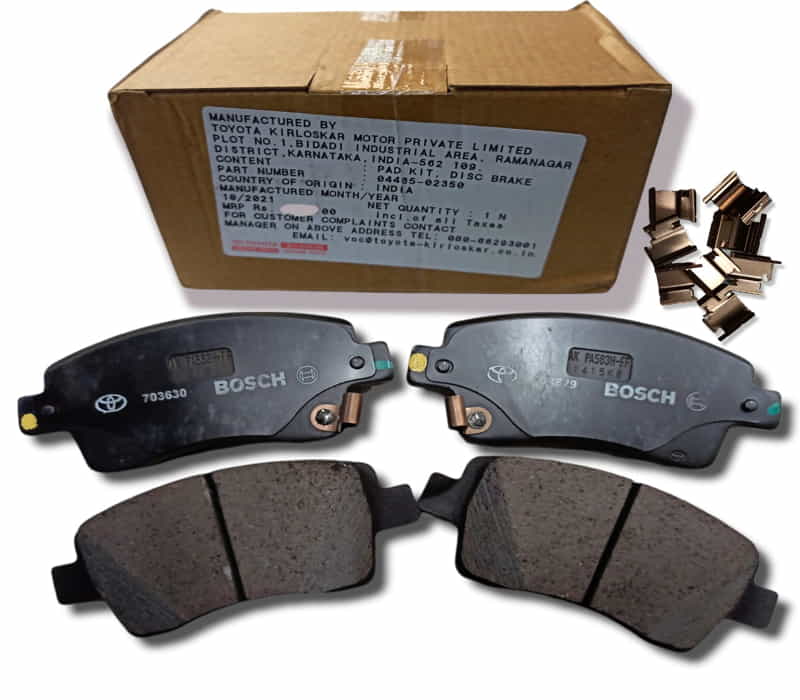 MANUFACTURED BY
TOYOTA KIRLOSKAR MOTOR PRIVATE LIMITED
PLOT NO.1,BIDADI INDUSTRIAL AREA, RAMANAGAR
DISTRICT,KARNATAKA,INDIA-562 109.
CONTENT : PAD KIT, DISC BRAKE
PART NUMBER : 04465-02350
COUNTRY OF ORIGIN : INDIA
MANUFACTURED MONTH/YEAR:
10/2021 NET QUANTITY : 1 N
MRP Rs. 00 incl.of all Taxes
FOR CUSTOMER COMPLAINTS CONTACT
MANAGER ON ABOVE ADDRESS TEL: 080-66293001
EMAIL: voc@toyota-kirloskar.co.in
703630 BOSCH
AK PA583H-FF
BOSCH